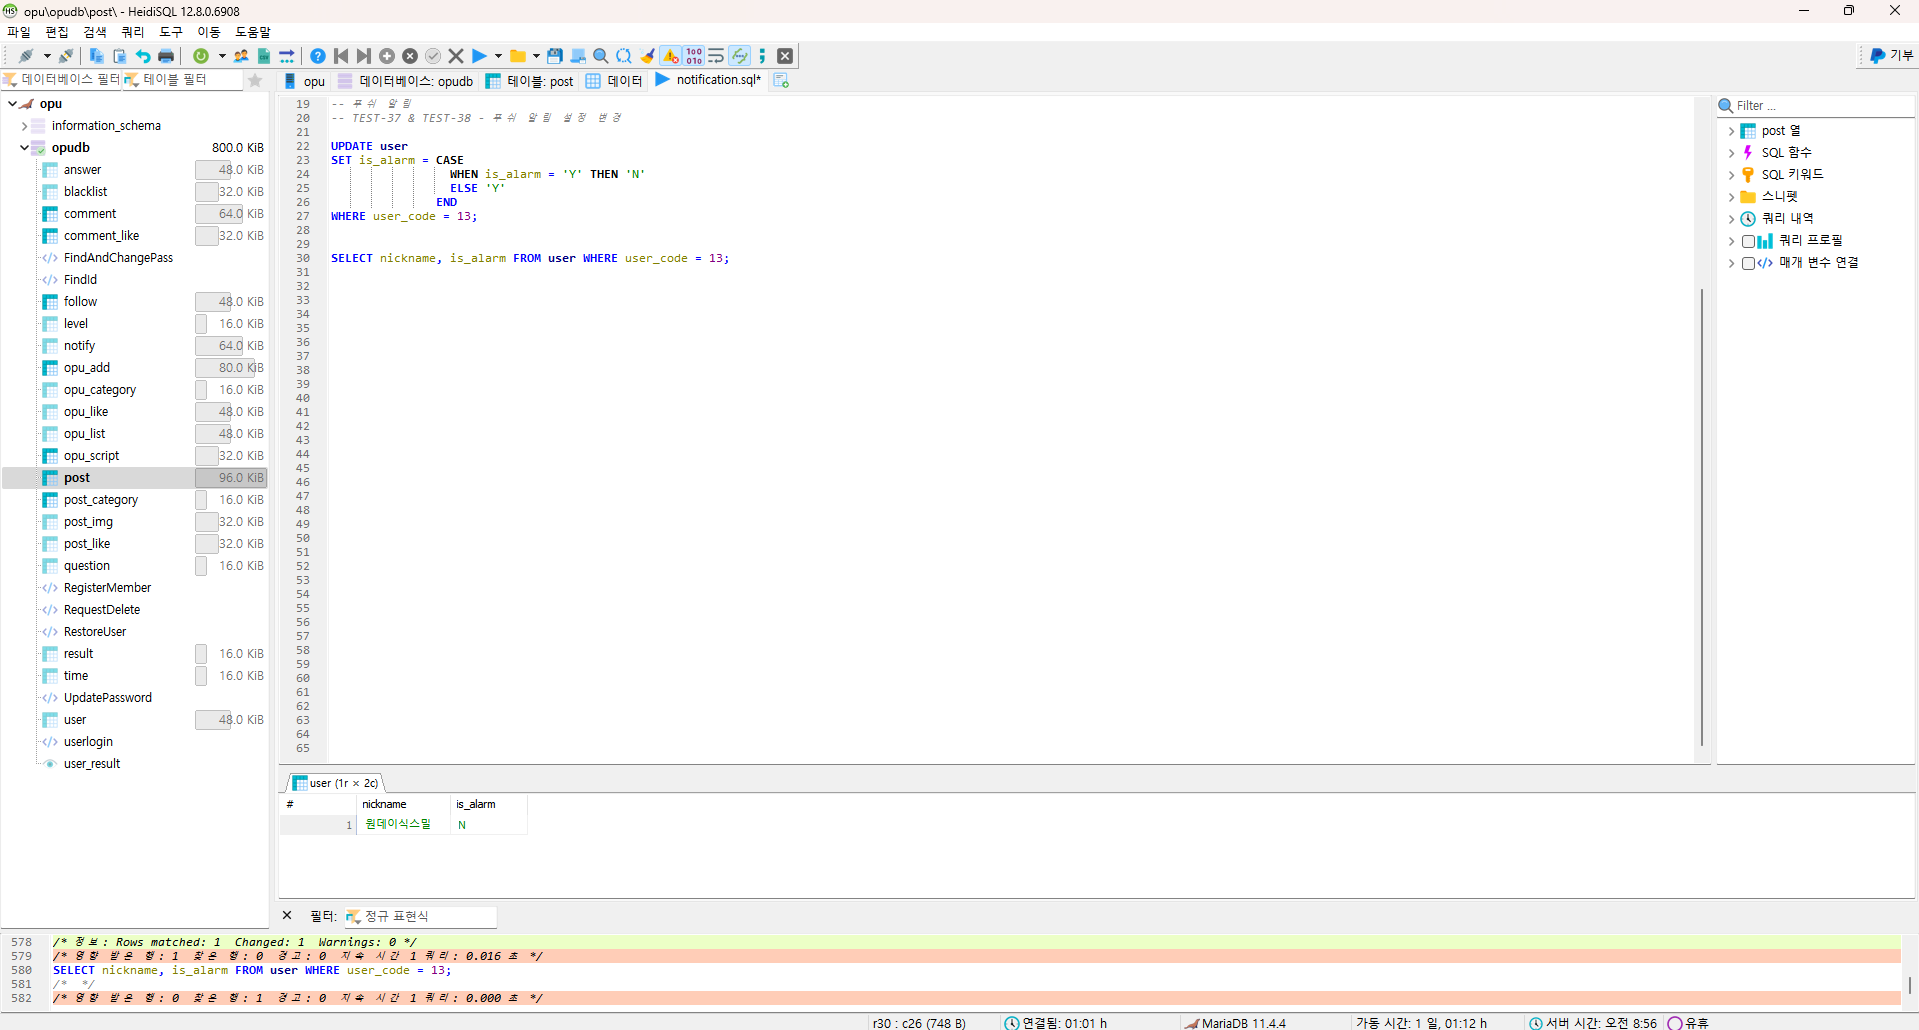 opu\opudb\post\ - HeidiSQL 12.8.0.6908
파일 편집 검색 쿼리 도구 이동 도움말
기부
데이터베이스 필터 테이블 필터
opu 데이터베이스: opudb 테이블: post 데이터 notification.sql*
opu
information_schema
opudb 800.0 KiB
answer 48.0 KiB
blacklist 32.0 KiB
comment 64.0 KiB
comment_like 32.0 KiB
FindAndChangePass
FindId
follow 48.0 KiB
level 16.0 KiB
notify 64.0 KiB
opu_add 80.0 KiB
opu_category 16.0 KiB
opu_like 48.0 KiB
opu_list 48.0 KiB
opu_script 32.0 KiB
post 96.0 KiB
post_category 16.0 KiB
post_img 32.0 KiB
post_like 32.0 KiB
question 16.0 KiB
RegisterMember
RequestDelete
RestoreUser
result 16.0 KiB
time 16.0 KiB
UpdatePassword
user 48.0 KiB
userlogin
user_result
19 -- 푸쉬 알림
20 -- TEST-37 & TEST-38 - 푸쉬 알림 설정 변경
21
22 UPDATE user
23 SET is_alarm = CASE
24 WHEN is_alarm = 'Y' THEN 'N'
25 ELSE 'Y'
26 END
27 WHERE user_code = 13;
28
29
30 SELECT nickname, is_alarm FROM user WHERE user_code = 13;
31
32
33
34
35
36
37
38
39
40
41
42
43
44
45
46
47
48
49
50
51
52
53
54
55
56
57
58
59
60
61
62
63
64
65
Filter ...
post 열
SQL 함수
SQL 키워드
스니펫
쿼리 내역
쿼리 프로필
매개 변수 연결
user (1r × 2c)
# nickname is_alarm
1 원데이식스밀 N
필터: 정규 표현식
578 /* 정보: Rows matched: 1 Changed: 1 Warnings: 0 */
579 /* 영향 받은 행: 1 찾은 행: 0 경고: 0 지속 시간 1 쿼리: 0.016 초 */
580 SELECT nickname, is_alarm FROM user WHERE user_code = 13;
581 /* */
582 /* 영향 받은 행: 0 찾은 행: 1 경고: 0 지속 시간 1 쿼리: 0.000 초 */
r30 : c26 (748 B) 연결됨: 01:01 h MariaDB 11.4.4 가동 시간: 1 일, 01:12 h 서버 시간: 오전 8:56 유휴